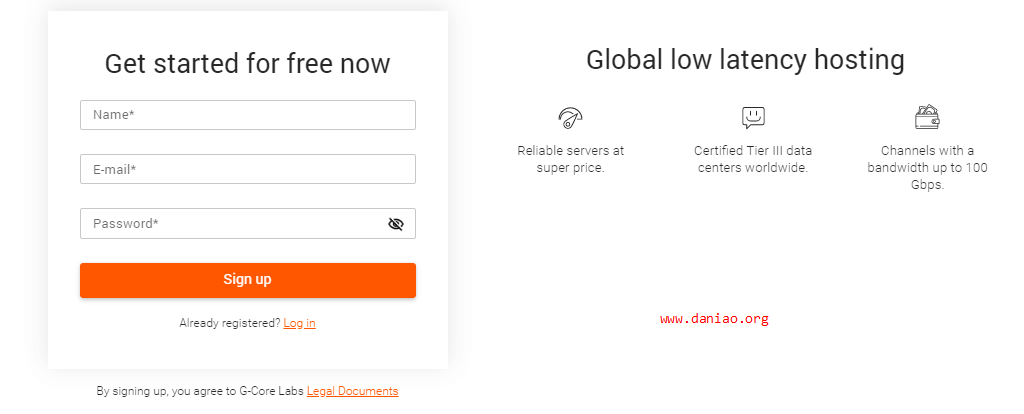 Get started for free now
Name*
E-mail*
Password*
Sign up
Already registered? Log in
By signing up, you agree to G-Core Labs Legal Documents
Global low latency hosting
Reliable servers at
super price.
Certified Tier III data
centers worldwide.
Channels with a
bandwidth up to 100
Gbps.
www.daniao.org